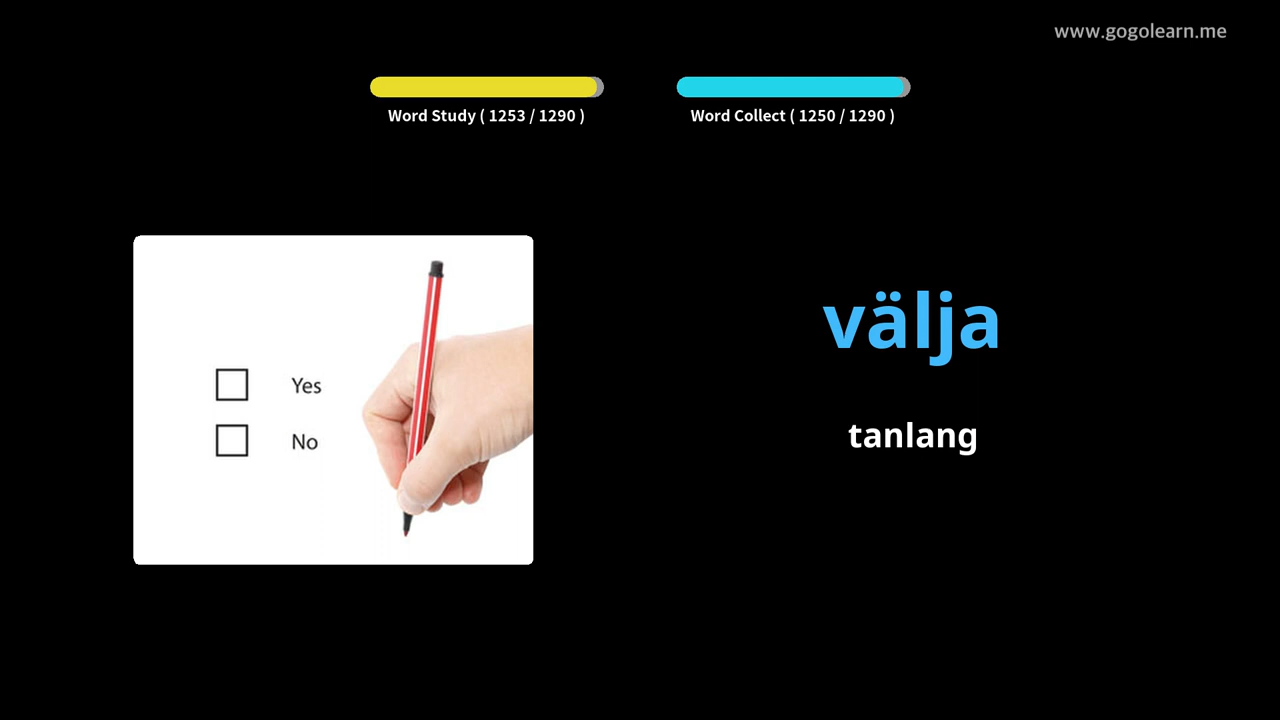 www.gogolearn.me
Word Study ( 1253 / 1290 )
Word Collect ( 1250 / 1290 )
Yes
No
välja
tanlang